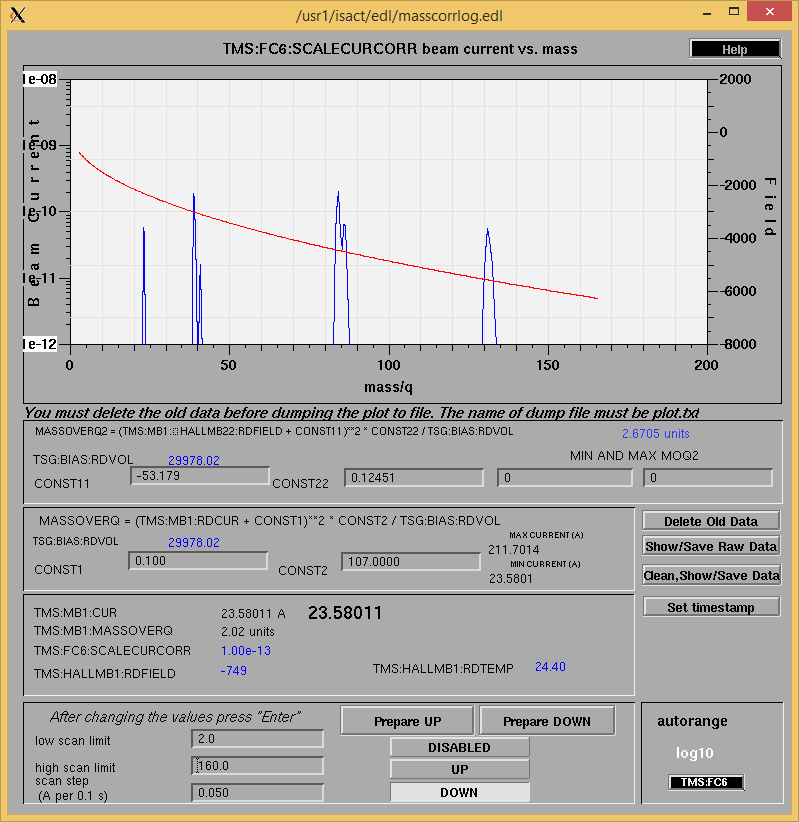 /usr1/isact/edl/masscorrlog.edl
TMS:FC6:SCALECURCORR beam current vs. mass
Help
1e-08
1e-09
1e-10
1e-11
1e-12
Beam Current
2000
0
-2000
-4000
-6000
-8000
Field
0 50 100 150 200
mass/q
You must delete the old data before dumping the plot to file. The name of dump file must be plot.txt
MASSOVERQ2 = (TMS:MB1:□HALLMB22:RDFIELD + CONST11)**2 * CONST22 / TSG:BIAS:RDVOL
2.6705 units
TSG:BIAS:RDVOL 29978.02 MIN AND MAX MOQ2
CONST11 -53.179 CONST22 0.12451 0 0
MASSOVERQ = (TMS:MB1:RDCUR + CONST1)**2 * CONST2 / TSG:BIAS:RDVOL
TSG:BIAS:RDVOL 29978.02
MAX CURRENT (A)
211.7014
CONST1 0.100 CONST2 107.0000
MIN CURRENT (A)
23.5801
Delete Old Data
Show/Save Raw Data
Clean,Show/Save Data
Set timestamp
TMS:MB1:CUR 23.58011 A 23.58011
TMS:MB1:MASSOVERQ 2.02 units
TMS:FC6:SCALECURCORR 1.00e-13
TMS:HALLMB1:RDFIELD -749 TMS:HALLMB1:RDTEMP 24.40
After changing the values press "Enter"
low scan limit 2.0
high scan limit 160.0
scan step
(A per 0.1 s) 0.050
Prepare UP Prepare DOWN
DISABLED
UP
DOWN
autorange
log10
TMS:FC6